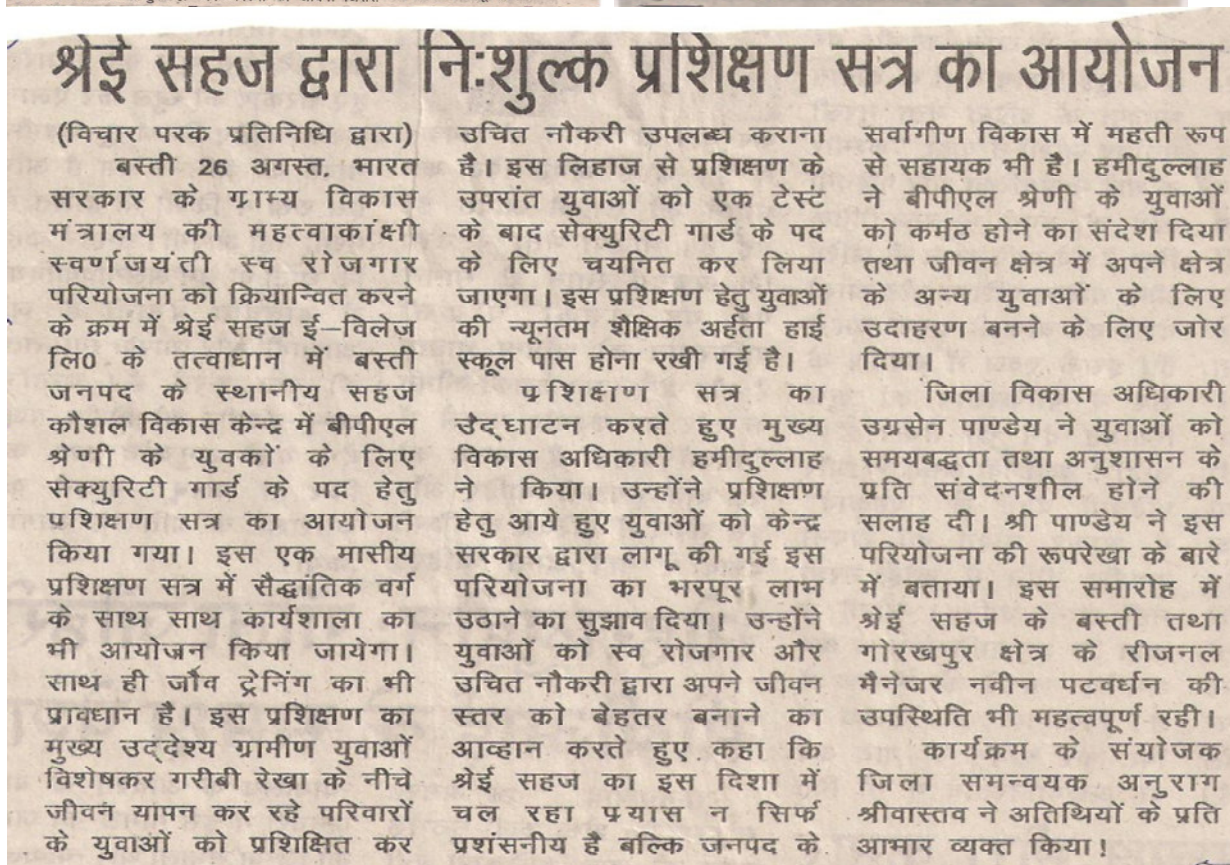 श्रेई सहज द्वारा नि:शुल्क प्रशिक्षण सत्र का आयोजन
(विचार परक प्रतिनिधि द्वारा)
बस्ती 26 अगस्त, भारत
सरकार के ग्राम्य विकास
मंत्रालय की महत्वाकांक्षी
स्वर्णजयंती स्व रोजगार
परियोजना को क्रियान्वित करने
के क्रम में श्रेई सहज ई–विलेज
लि0 के तत्वाधान में बस्ती
जनपद के स्थानीय सहज
कौशल विकास केन्द्र में बीपीएल
श्रेणी के युवकों के लिए
सेक्युरिटी गार्ड के पद हेतु
प्रशिक्षण सत्र का आयोजन
किया गया। इस एक मासीय
प्रशिक्षण सत्र में सैद्धांतिक वर्ग
के साथ साथ कार्यशाला का
भी आयोजन किया जायेगा।
साथ ही जौव ट्रेनिंग का भी
प्रावधान है। इस प्रशिक्षण का
मुख्य उद्देश्य ग्रामीण युवाओं
विशेषकर गरीबी रेखा के नीचे
जीवन यापन कर रहे परिवारों
के युवाओं को प्रशिक्षित कर
उचित नौकरी उपलब्ध कराना
है। इस लिहाज से प्रशिक्षण के
उपरांत युवाओं को एक टेस्ट
के बाद सेक्युरिटी गार्ड के पद
के लिए चयनित कर लिया
जाएगा। इस प्रशिक्षण हेतु युवाओं
की न्यूनतम शैक्षिक अर्हता हाई
स्कूल पास होना रखी गई है।
प्रशिक्षण सत्र का
उद्घाटन करते हुए मुख्य
विकास अधिकारी हमीदुल्लाह
ने किया। उन्होंने प्रशिक्षण
हेतु आये हुए युवाओं को केन्द्र
सरकार द्वारा लागू की गई इस
परियोजना का भरपूर लाभ
उठाने का सुझाव दिया। उन्होंने
युवाओं को स्व रोजगार और
उचित नौकरी द्वारा अपने जीवन
स्तर को बेहतर बनाने का
आव्हान करते हुए कहा कि
श्रेई सहज का इस दिशा में
चल रहा प्रयास न सिर्फ
प्रशंसनीय है बल्कि जनपद के
सर्वागीण विकास में महती रूप
से सहायक भी है। हमीदुल्लाह
ने बीपीएल श्रेणी के युवाओं
को कर्मठ होने का संदेश दिया
तथा जीवन क्षेत्र में अपने क्षेत्र
के अन्य युवाओं के लिए
उदाहरण बनने के लिए जोर
दिया।
जिला विकास अधिकारी
उग्रसेन पाण्डेय ने युवाओं को
समयबद्धता तथा अनुशासन के
प्रति संवेदनशील होने की
सलाह दी। श्री पाण्डेय ने इस
परियोजना की रूपरेखा के बारे
में बताया। इस समारोह में
श्रेई सहज के बस्ती तथा
गोरखपुर क्षेत्र के रीजनल
मैनेजर नवीन पटवर्धन की
उपस्थिति भी महत्वपूर्ण रही।
कार्यक्रम के संयोजक
जिला समन्वयक अनुराग
श्रीवास्तव ने अतिथियों के प्रति
आभार व्यक्त किया!